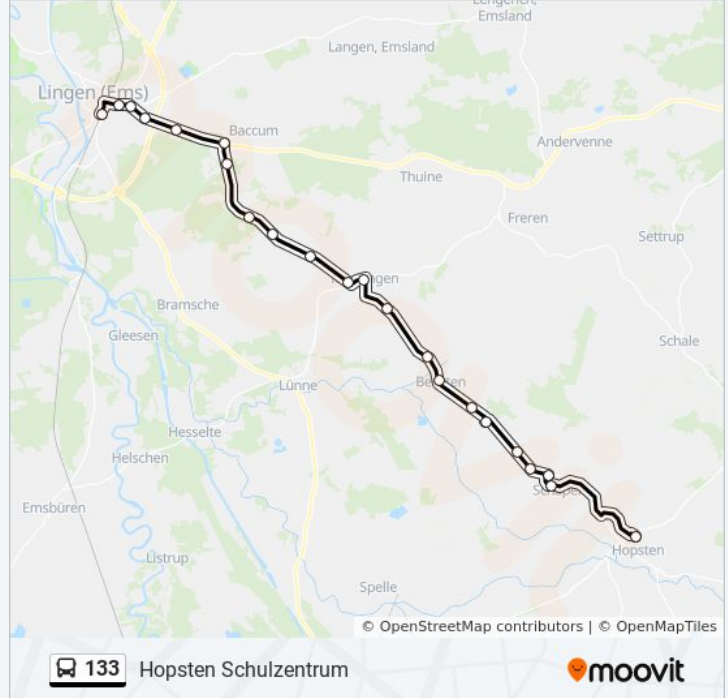 Lengerich,
Emsland
Langen, Emsland
Lingen (Ems)
Baccum
Andervenne
Thuine
Freren
Settrup
Bramsche
Gleesen
Schale
Lünne
Hesselte
Helschen
Emsbüren
Listrup
Hopsten
Spelle
© OpenStreetMap contributors | © OpenMapTiles
133 Hopsten Schulzentrum
moovit